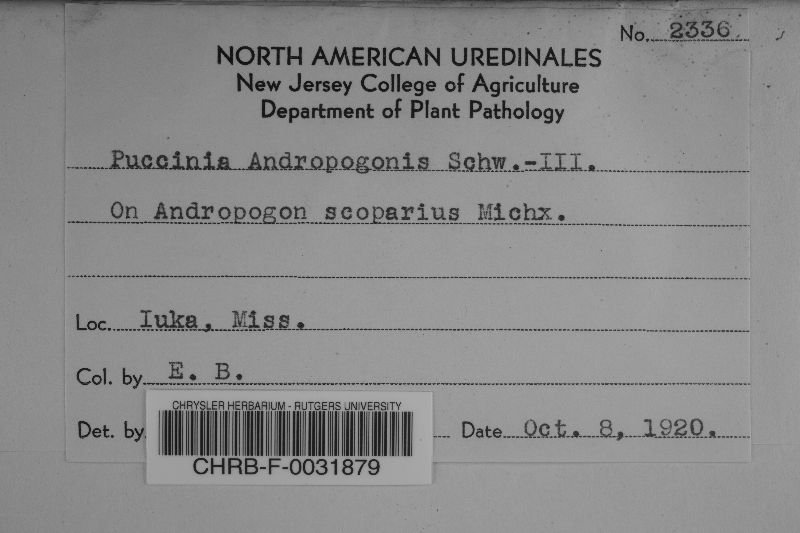 No. 2336
NORTH AMERICAN UREDINALES
New Jersey College of Agriculture
Department of Plant Pathology
Puccinia Andropogonis Schw.-III.
On Andropogon scoparius Michx.
Loc. Iuka, Miss.
Col. by E. B.
Det. by
Date Oct. 8, 1920.
CHRYSLER HERBARIUM - RUTGERS UNIVERSITY
CHRB-F-0031879